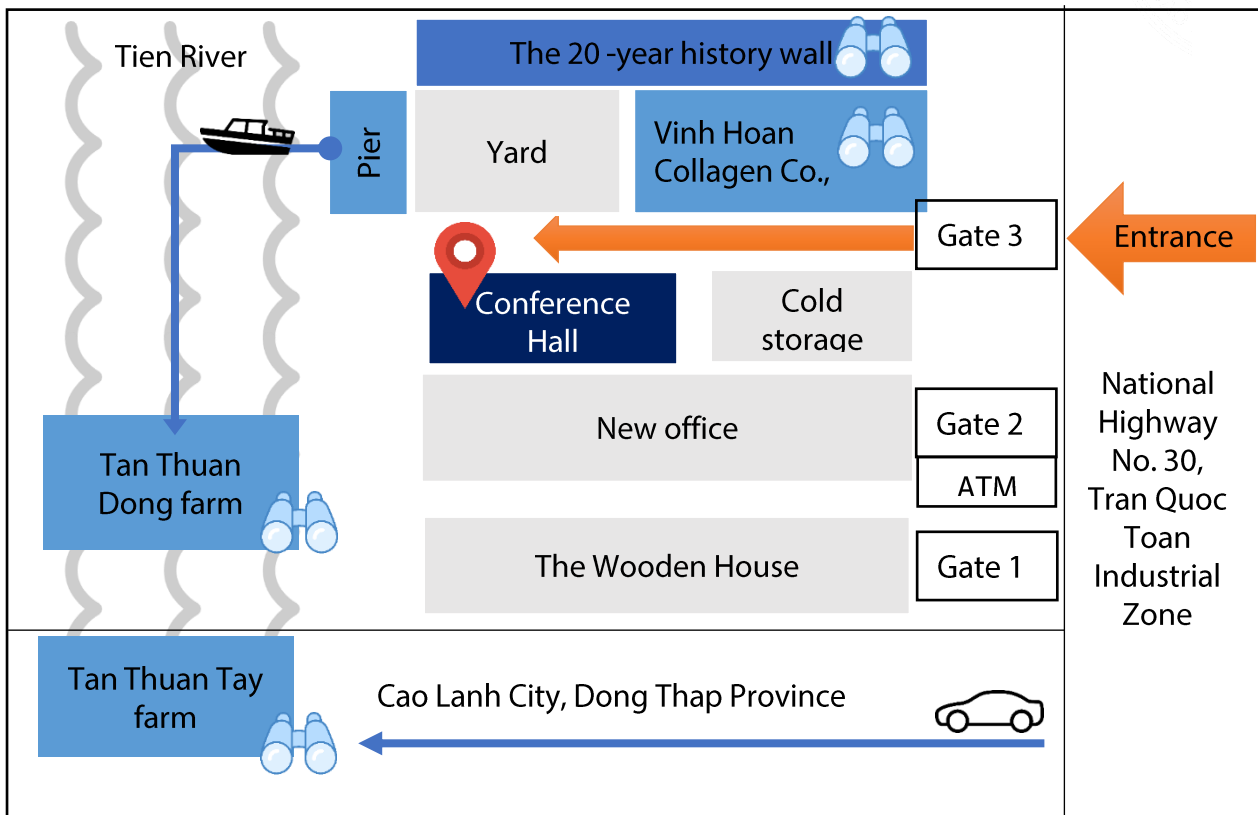 Tien River
The 20 -year history wall
Pier
Yard
Vinh Hoan
Collagen Co.,
Gate 3
Entrance
Conference
Hall
Cold
storage
New office
Gate 2
ATM
National
Highway
No. 30,
Tran Quoc
Toan
Industrial
Zone
Tan Thuan
Dong farm
The Wooden House
Gate 1
Tan Thuan Tay
farm
Cao Lanh City, Dong Thap Province